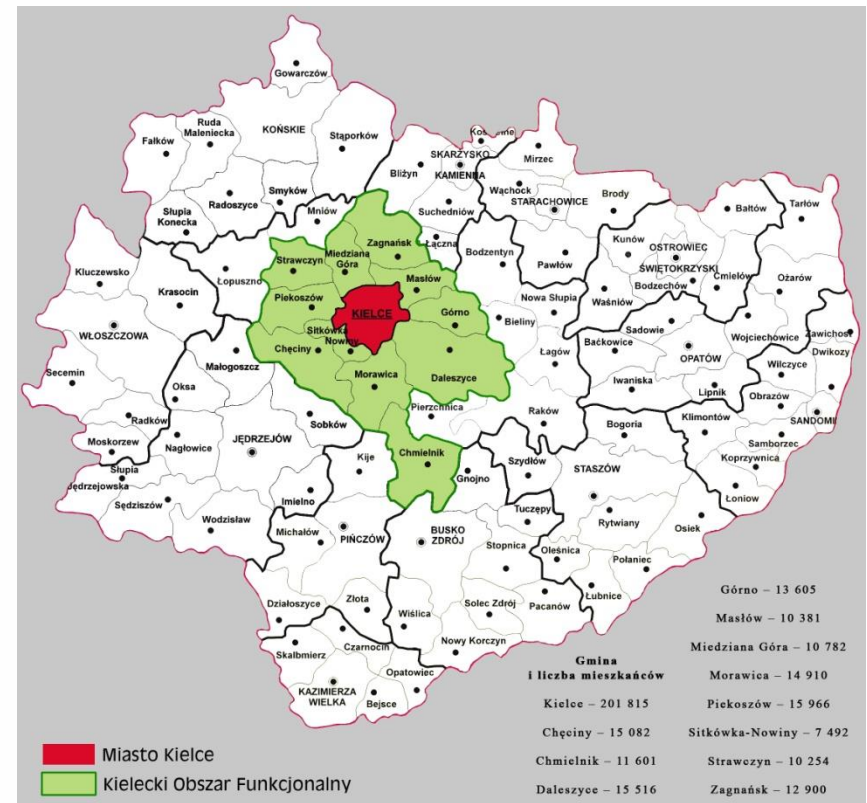 Gowarczów
Ruda
Maleniecka
KOŃSKIE
Fałków
Stąporków
SKARŻYSKO
KAMIENNA
Mirzec
Bliżyn
Wąchock
STARACHOWICE
Brody
Bałtów
Tarłów
Słupia
Konecka
Radoszyce
Smyków
Mniów
Suchedniów
Zagnańsk
Łączna
Bodzentyn
Pawłów
Kunów
OSTROWIEC
ŚWIĘTOKRZYSKI
Bodzechów
Ćmielów
Ożarów
Waśniów
Kluczewsko
Krasocin
Łopuszno
Strawczyn
Miedziana
Góra
Masłów
Piekoszów
KIELCE
Górno
Nowa Słupia
Bieliny
WŁOSZCZOWA
Sitkówka
Nowiny
Chęciny
Łagów
Baćkowice
Sadowie
OPATÓW
Wojciechowice
Zawichost
Dwikozy
Wilczyce
Secemin
Małogoszcz
Oksa
Morawica
Daleszyce
Iwaniska
Lipnik
Obrazów
SANDOMI
Radków
Moskorzew
Nagłowice
JĘDRZEJÓW
Sobków
Pierzchnica
Raków
Bogoria
Klimontów
Samborzec
Koprzywnica
Słupia
Jędrzejowska
Sędziszów
Imielno
Kije
Chmielnik
Gnojno
Szydłów
STASZÓW
Łoniów
Wodzisław
Michałów
PIŃCZÓW
BUSKO
ZDRÓJ
Tuczępy
Rytwiany
Osiek
Stopnica
Oleśnica
Połaniec
Działoszyce
Złota
Wiślica
Solec Zdrój
Pacanów
Łubnice
Skalbmierz
Czarnocin
Nowy Korczyn
KAZIMIERZA
WIELKA
Opatowiec
Bejsce
Gmina
i liczba mieszkańców
Kielce – 201 815
Chęciny – 15 082
Chmielnik – 11 601
Daleszyce – 15 516
Górno – 13 605
Masłów – 10 381
Miedziana Góra – 10 782
Morawica – 14 910
Piekoszów – 15 966
Sitkówka-Nowiny – 7 492
Strawczyn – 10 254
Zagnańsk – 12 900
Miasto Kielce
Kielecki Obszar Funkcjonalny